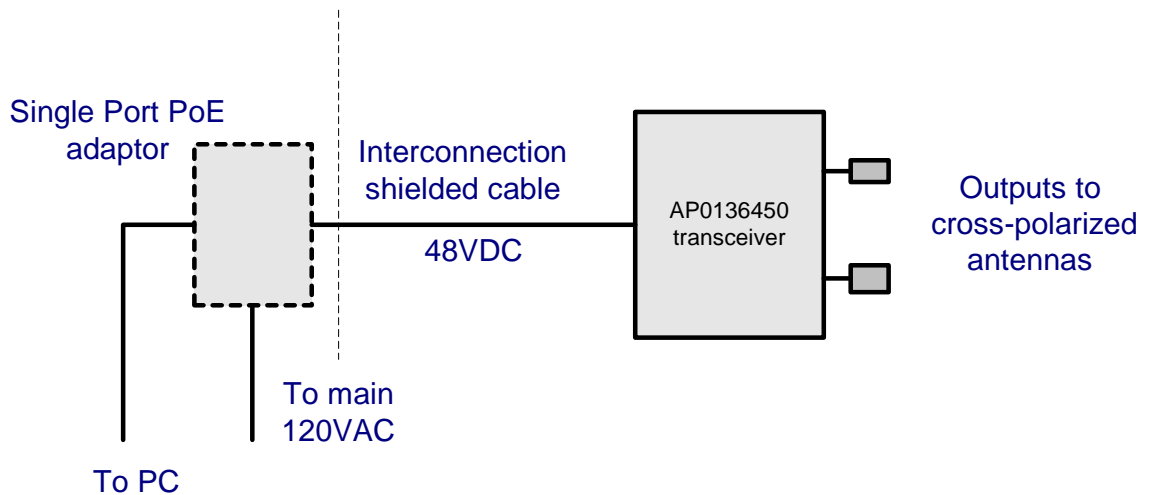 Single Port PoE
adaptor
Interconnection
shielded cable
48VDC
AP0136450
transceiver
Outputs to
cross-polarized
antennas
To main
120VAC
To PC